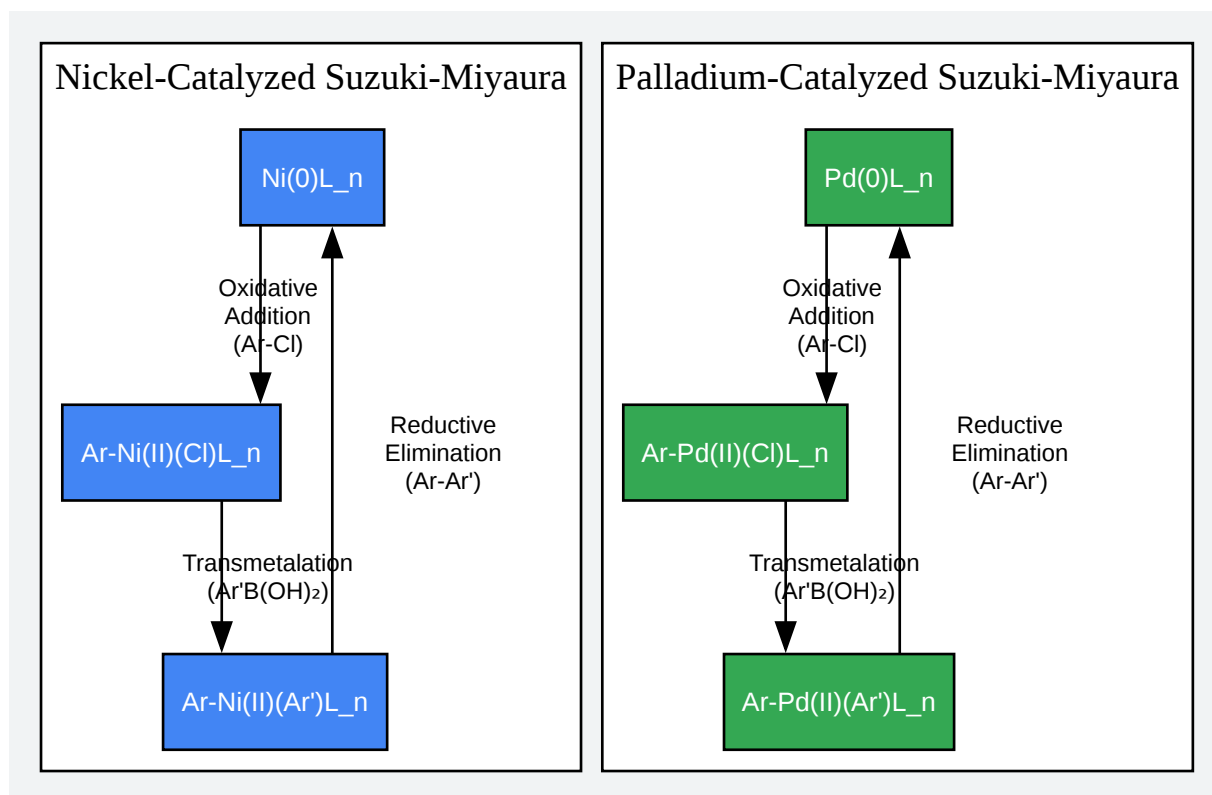 Nickel-Catalyzed Suzuki-Miyaura
Ni(0)L_n
Oxidative
Addition
(Ar-Cl)
Ar-Ni(II)(Cl)L_n
Reductive
Elimination
(Ar-Ar')
Transmetalation
(Ar'B(OH)₂)
Ar-Ni(II)(Ar')L_n
Palladium-Catalyzed Suzuki-Miyaura
Pd(0)L_n
Oxidative
Addition
(Ar-Cl)
Ar-Pd(II)(Cl)L_n
Reductive
Elimination
(Ar-Ar')
Transmetalation
(Ar'B(OH)₂)
Ar-Pd(II)(Ar')L_n